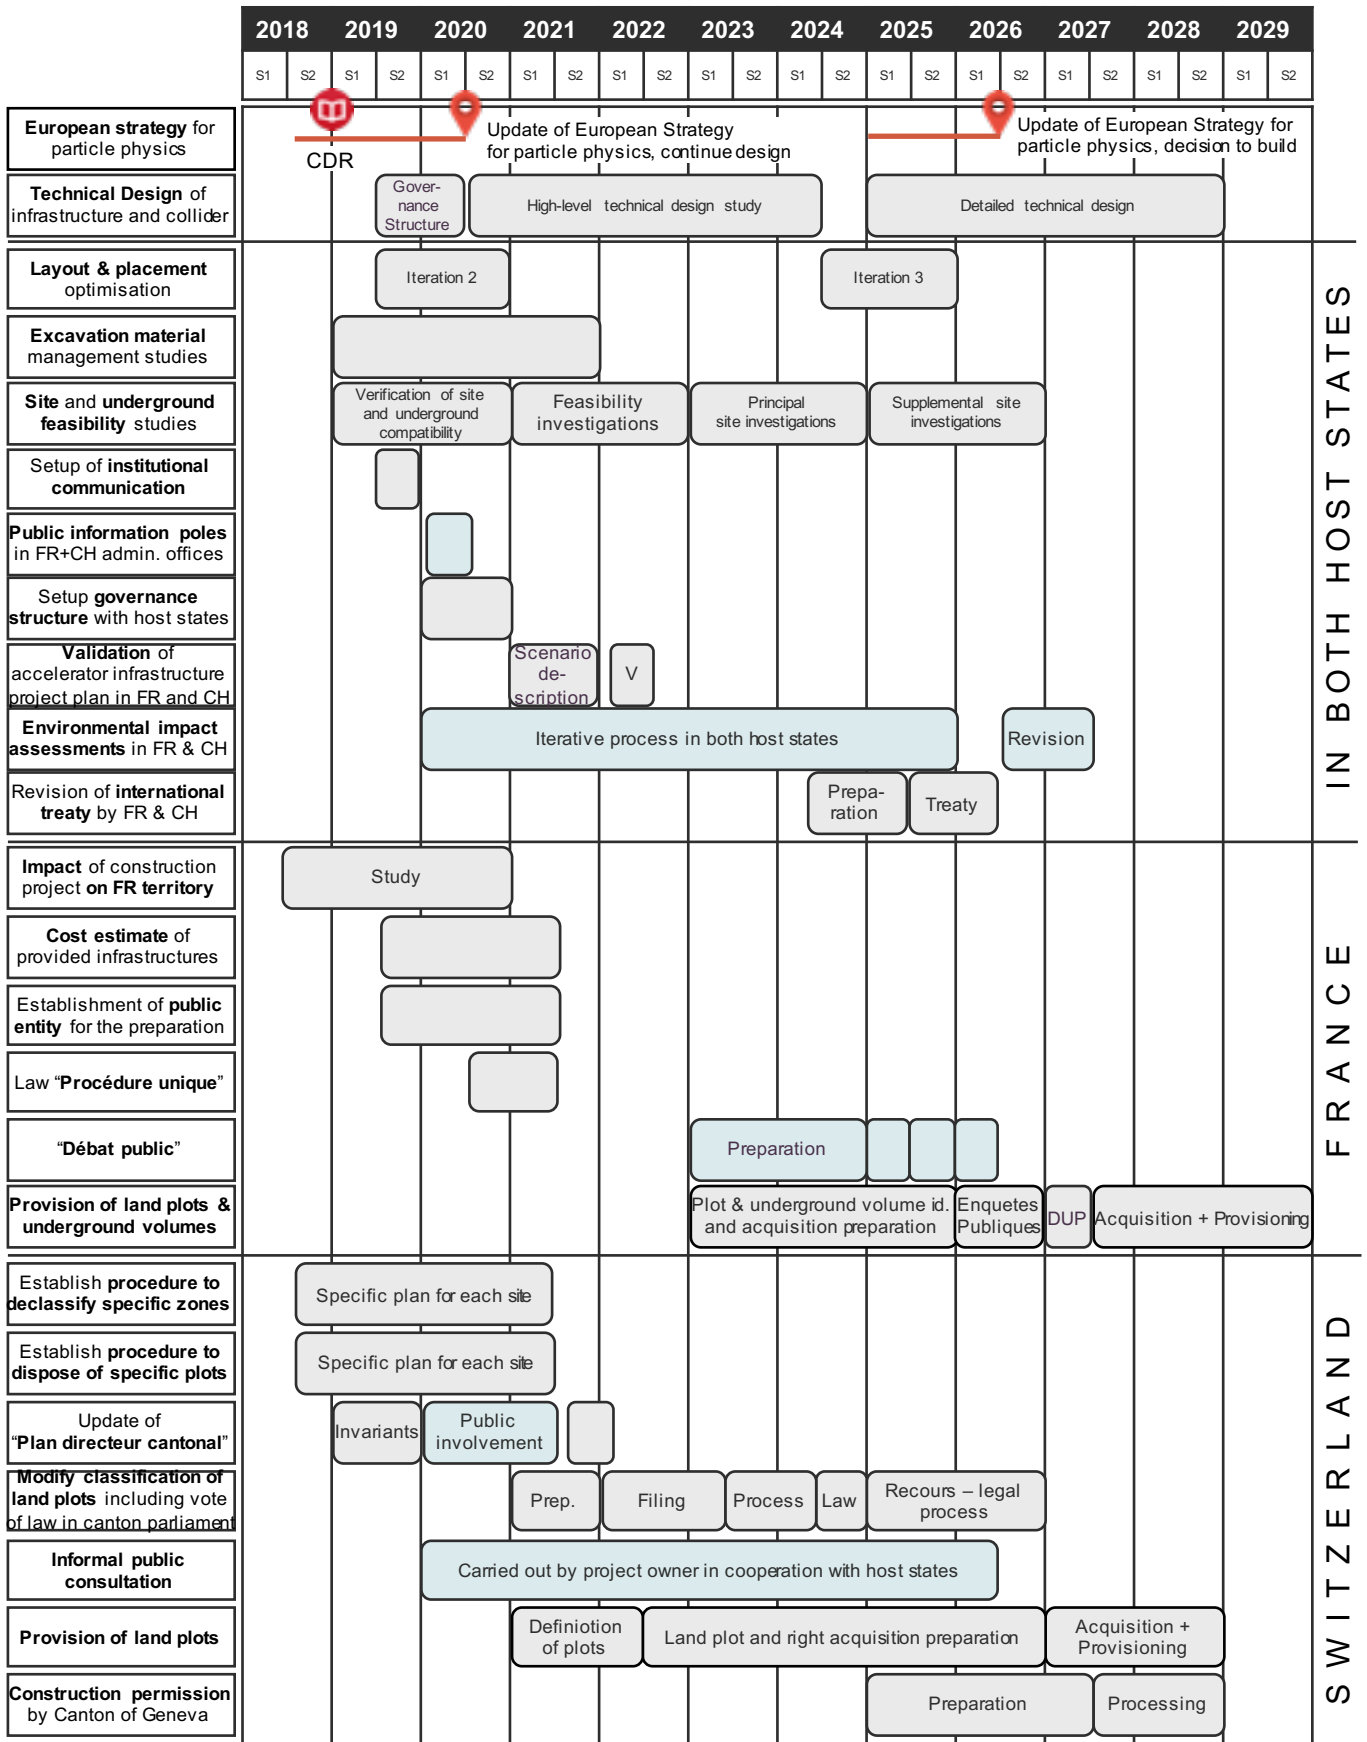 2018 2019 2020 2021 2022 2023 2024 2025 2026 2027 2028 2029
S1 S2 S1 S2 S1 S2 S1 S2 S1 S2 S1 S2 S1 S2 S1 S2 S1 S2 S1 S2 S1 S2 S1 S2
European strategy for
particle physics
CDR
Update of European Strategy
for particle physics, continue design
Update of European Strategy for
particle physics, decision to build
Technical Design of
infrastructure and collider
Gover-
nance
Structure
High-level technical design study
Detailed technical design
IN BOTH HOST STATES
Layout & placement
optimisation
Iteration 2
Iteration 3
Excavation material
management studies
Site and underground
feasibility studies
Verification of site
and underground
compatibility
Feasibility
investigations
Principal
site investigations
Supplemental site
investigations
Setup of institutional
communication
Public information poles
in FR+CH admin. offices
Setup governance
structure with host states
Validation of
accelerator infrastructure
project plan in FR and CH
Scenario
de-
scription
V
Environmental impact
assessments in FR & CH
Iterative process in both host states
Revision
Revision of international
treaty by FR & CH
Prepa-
ration
Treaty
FRANCE
Impact of construction
project on FR territory
Study
Cost estimate of
provided infrastructures
Establishment of public
entity for the preparation
Law “Procédure unique”
“Débat public”
Preparation
Provision of land plots &
underground volumes
Plot & underground volume id.
and acquisition preparation
Enquetes
Publiques
DUP
Acquisition + Provisioning
SWITZERLAND
Establish procedure to
declassify specific zones
Specific plan for each site
Establish procedure to
dispose of specific plots
Specific plan for each site
Update of
“Plan directeur cantonal”
Invariants
Public
involvement
Modify classification of
land plots including vote
of law in canton parliament
Prep.
Filing
Process
Law
Recours – legal
process
Informal public
consultation
Carried out by project owner in cooperation with host states
Provision of land plots
Definiotion
of plots
Land plot and right acquisition preparation
Acquisition +
Provisioning
Construction permission
by Canton of Geneva
Preparation
Processing